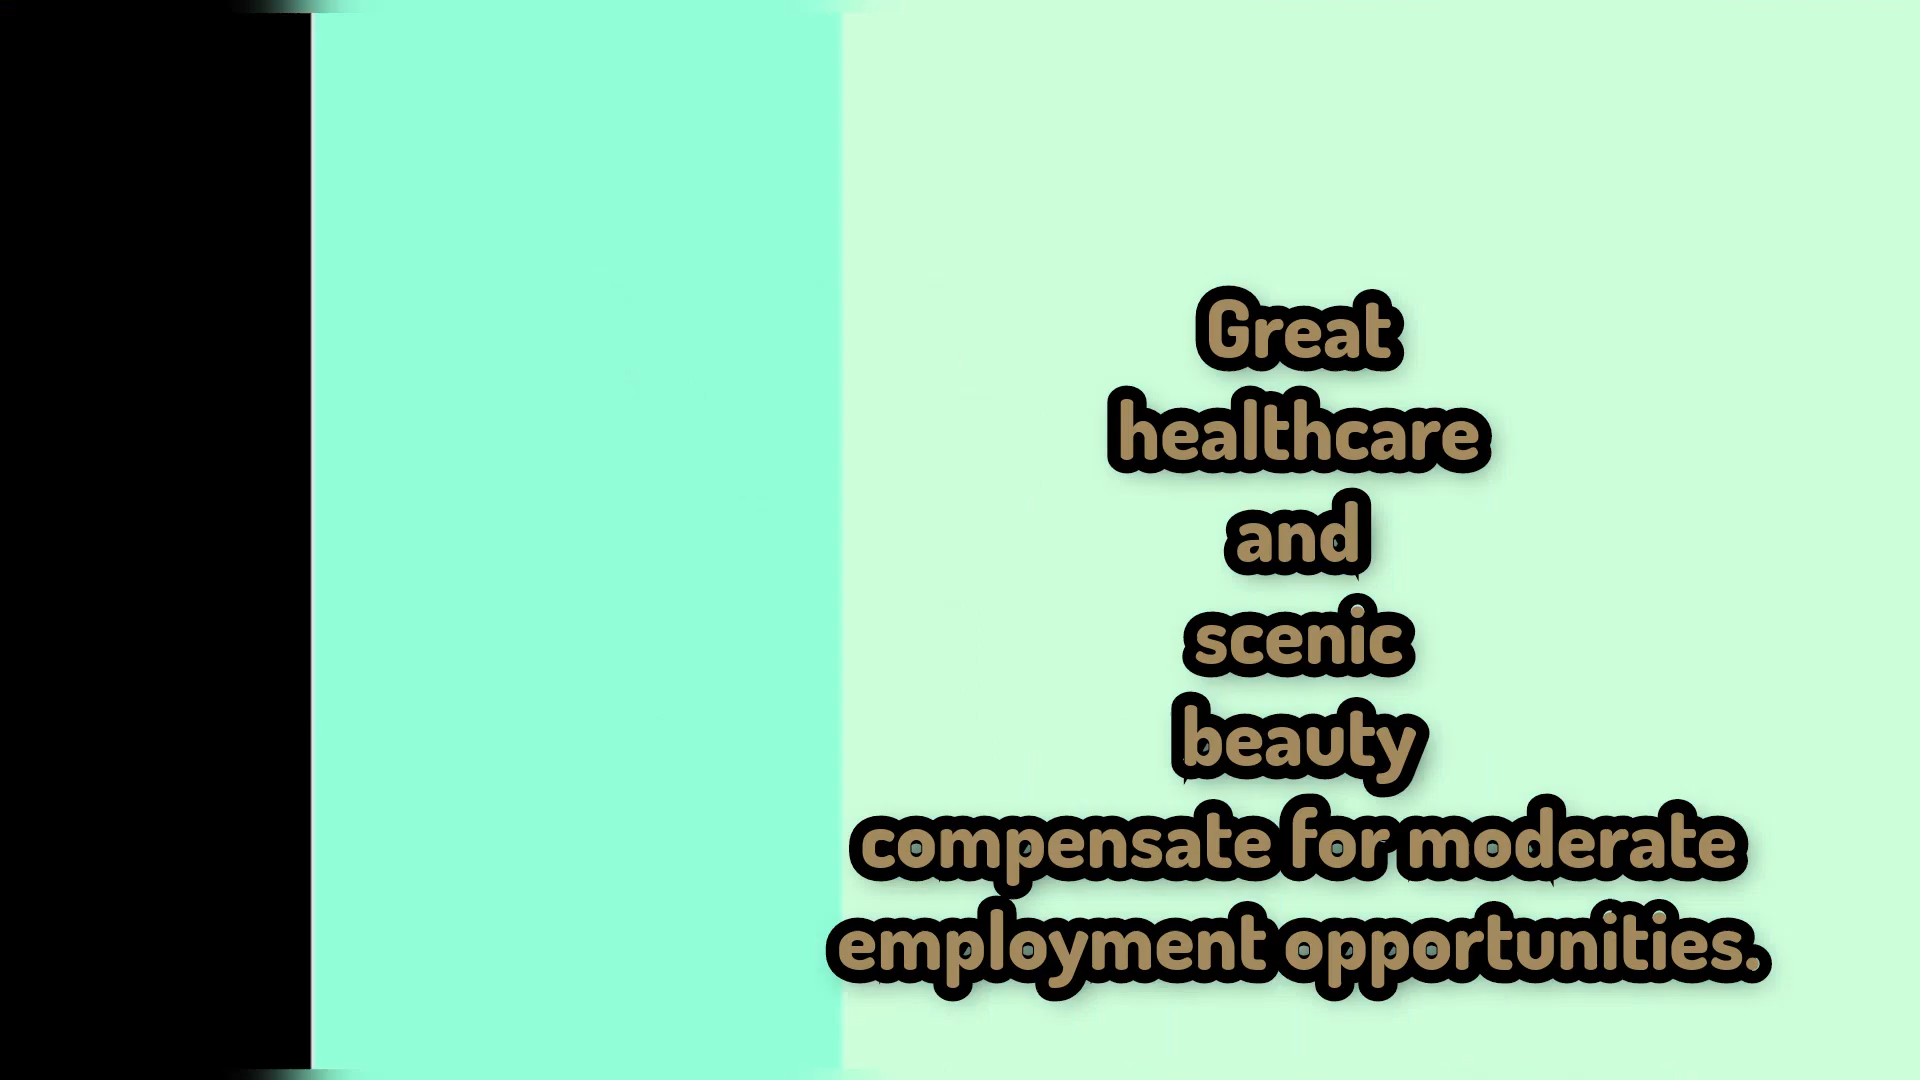 Great
healthcare
and
scenic
beauty
compensate for moderate
employment opportunities.